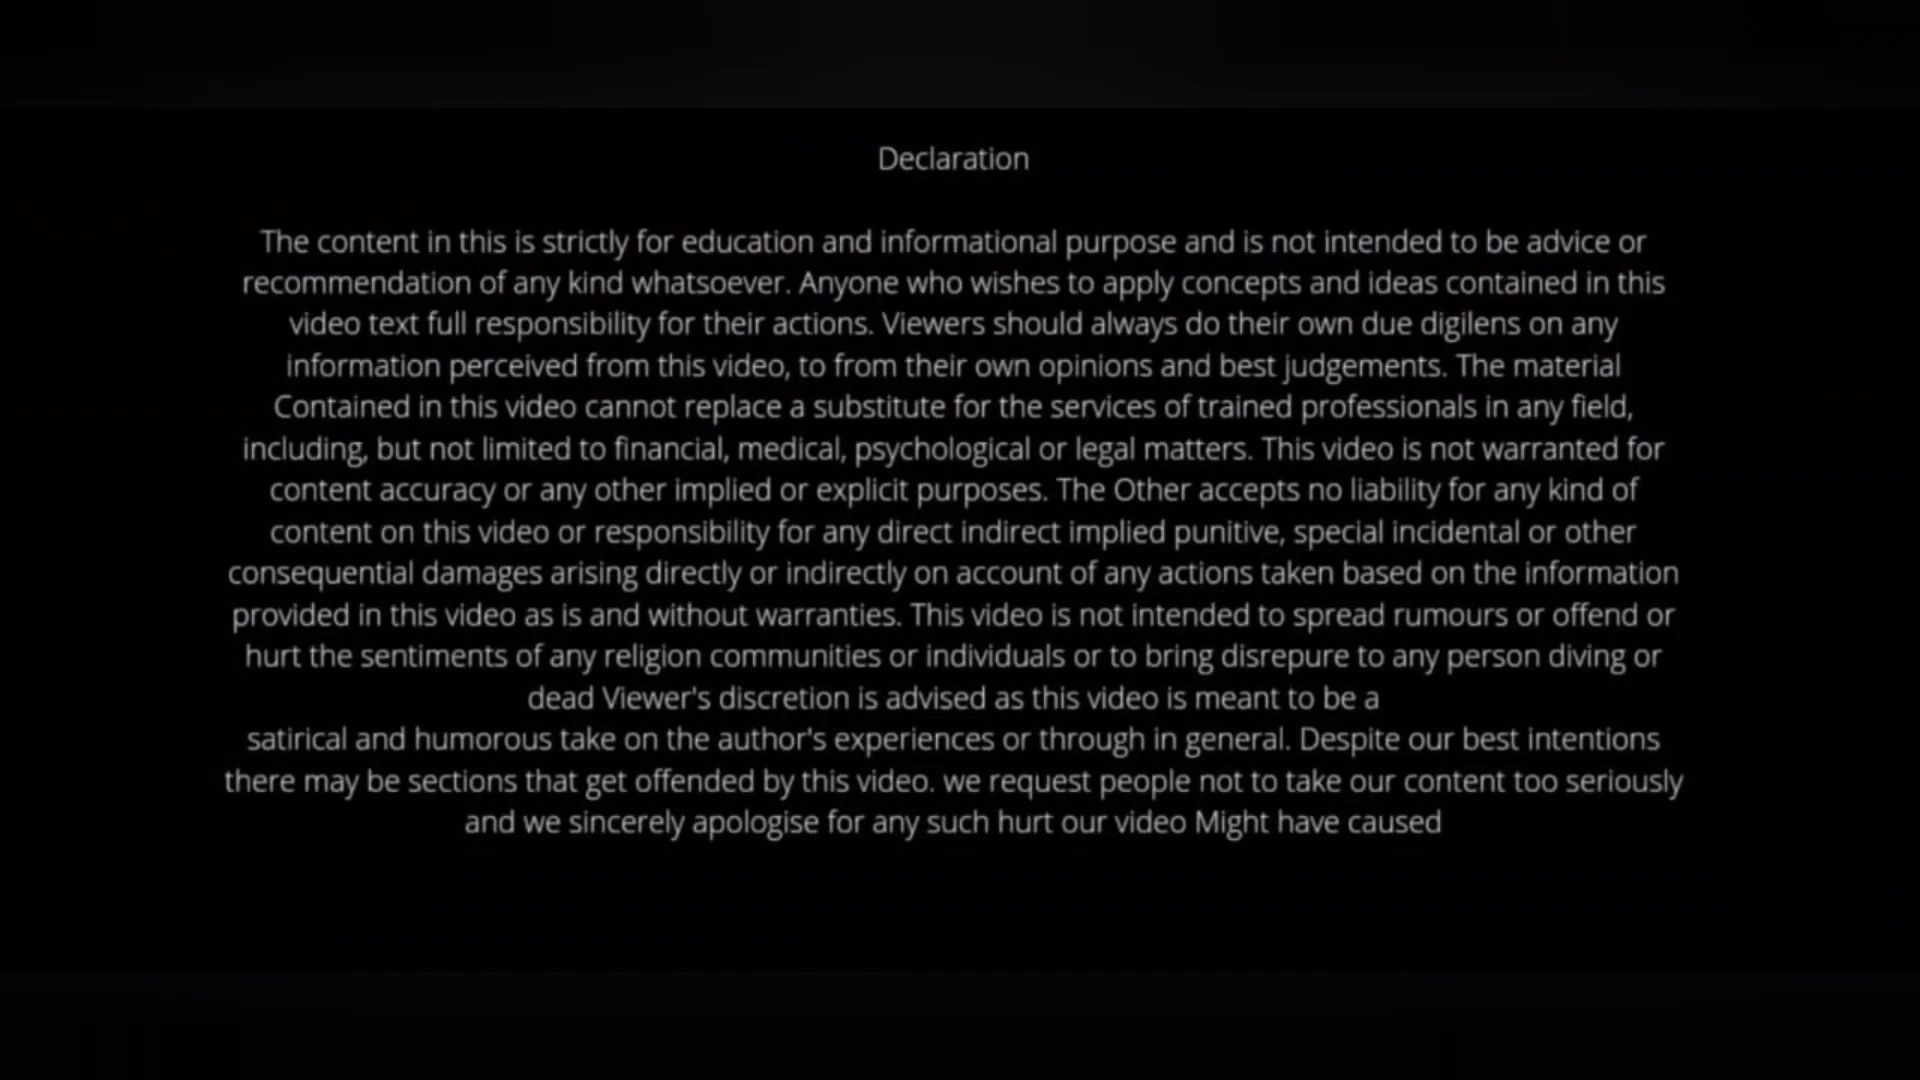 Declaration
The content in this is strictly for education and informational purpose and is not intended to be advice or
recommendation of any kind whatsoever. Anyone who wishes to apply concepts and ideas contained in this
video text full responsibility for their actions. Viewers should always do their own due digilens on any
information perceived from this video, to from their own opinions and best judgements. The material
Contained in this video cannot replace a substitute for the services of trained professionals in any field,
including, but not limited to financial, medical, psychological or legal matters. This video is not warranted for
content accuracy or any other implied or explicit purposes. The Other accepts no liability for any kind of
content on this video or responsibility for any direct indirect implied punitive, special incidental or other
consequential damages arising directly or indirectly on account of any actions taken based on the information
provided in this video as is and without warranties. This video is not intended to spread rumours or offend or
hurt the sentiments of any religion communities or individuals or to bring disrepure to any person diving or
dead Viewer's discretion is advised as this video is meant to be a
satirical and humorous take on the author's experiences or through in general. Despite our best intentions
there may be sections that get offended by this video. we request people not to take our content too seriously
and we sincerely apologise for any such hurt our video Might have caused